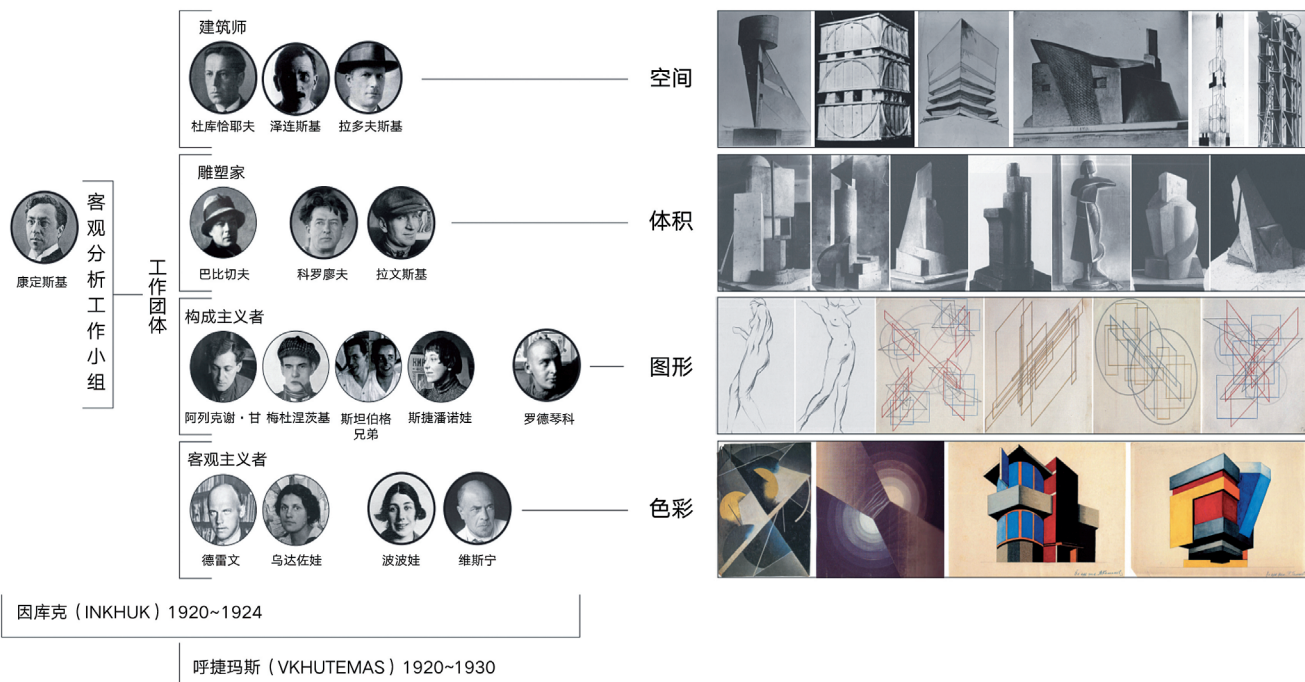 建筑师
杜库恰耶夫
泽连斯基
拉多夫斯基
空间
雕塑家
巴比切夫
科罗廖夫
拉文斯基
体积
康定斯基
客观分析工作小组
工作团体
构成主义者
阿列克谢·甘
梅杜涅茨基
斯坦伯格
兄弟
斯捷潘诺娃
罗德琴科
图形
客观主义者
德雷文
乌达佐娃
波波娃
维斯宁
色彩
因库克（INKHUK）1920~1924
呼捷玛斯（VKHUTEMAS）1920~1930